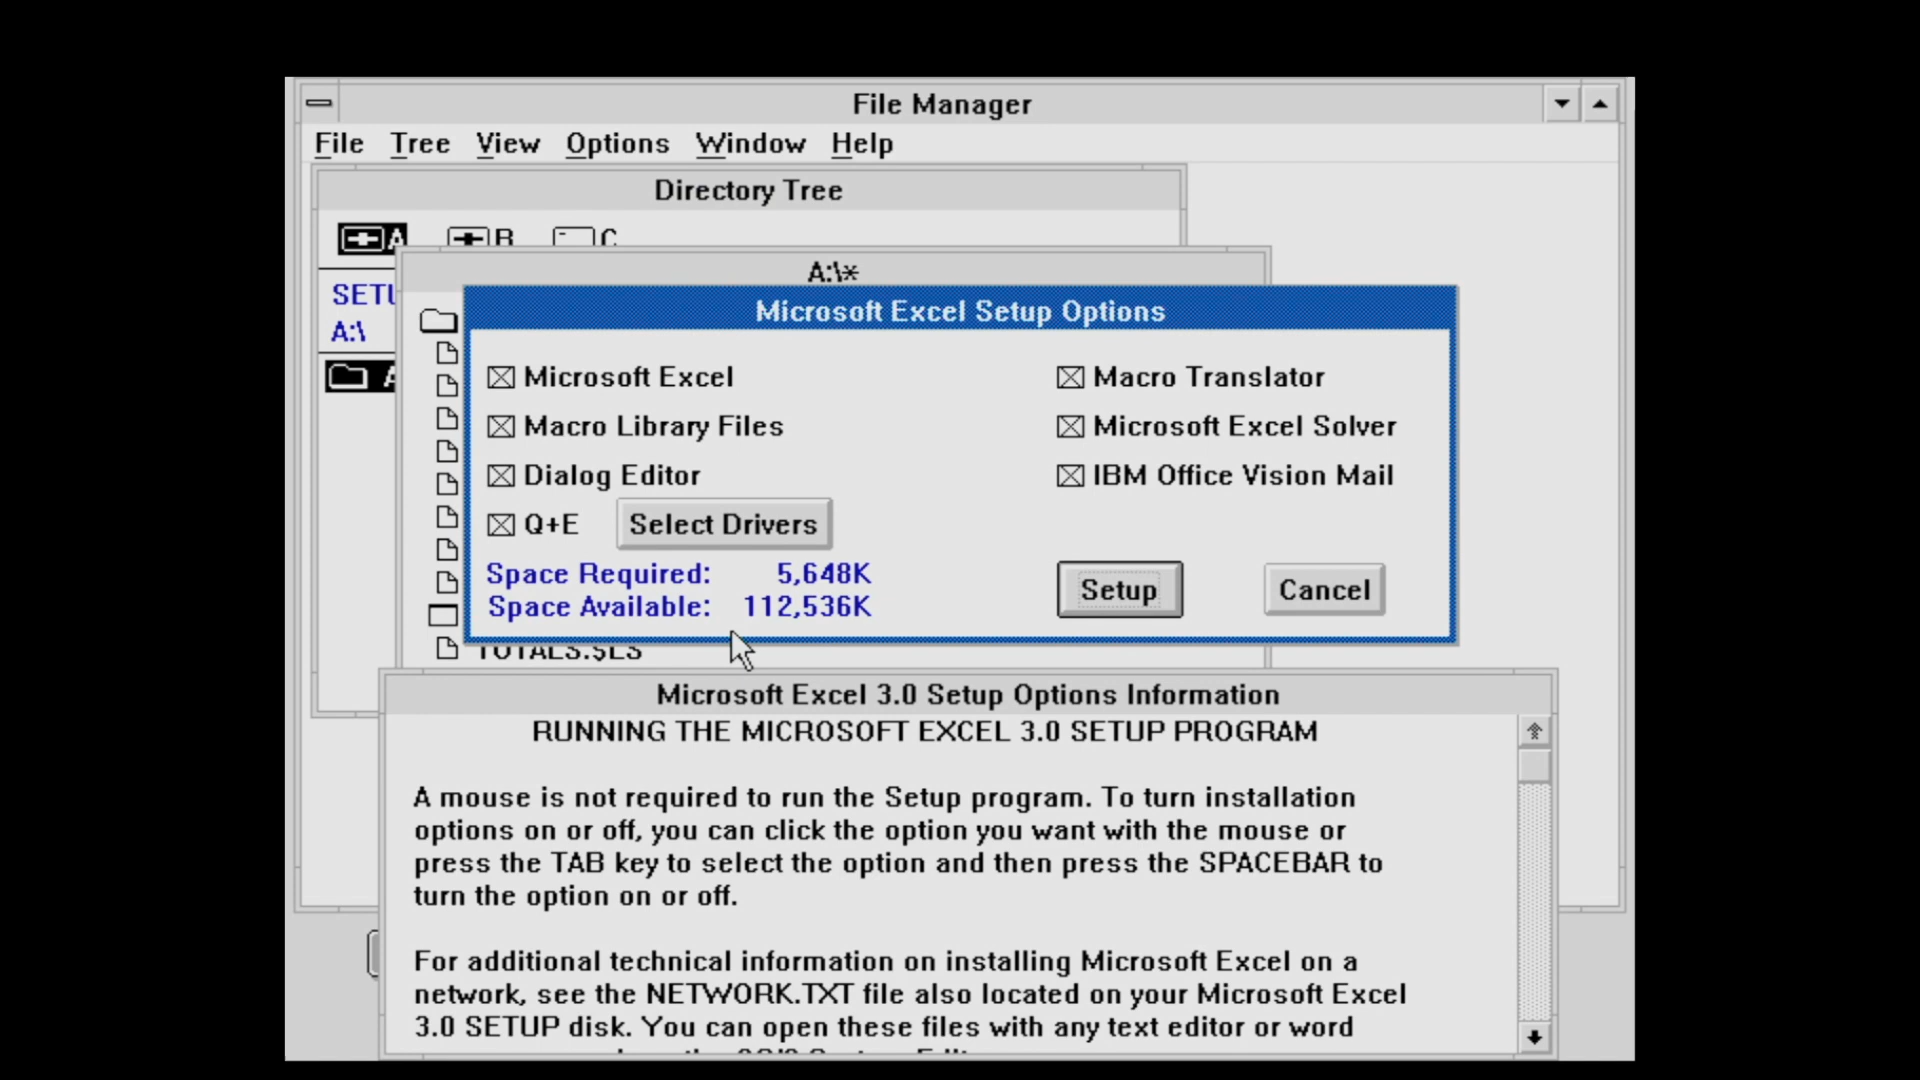 File Manager
File Tree View Options Window Help
Directory Tree
A B C
A:\*
SETU
A:\
Microsoft Excel Setup Options
Microsoft Excel
Macro Translator
Macro Library Files
Microsoft Excel Solver
Dialog Editor
IBM Office Vision Mail
Q+E
Select Drivers
Space Required: 5,648K
Space Available: 112,536K
Setup
Cancel
TOTALS.$LS
Microsoft Excel 3.0 Setup Options Information
RUNNING THE MICROSOFT EXCEL 3.0 SETUP PROGRAM
A mouse is not required to run the Setup program. To turn installation
options on or off, you can click the option you want with the mouse or
press the TAB key to select the option and then press the SPACEBAR to
turn the option on or off.
For additional technical information on installing Microsoft Excel on a
network, see the NETWORK.TXT file also located on your Microsoft Excel
3.0 SETUP disk. You can open these files with any text editor or word